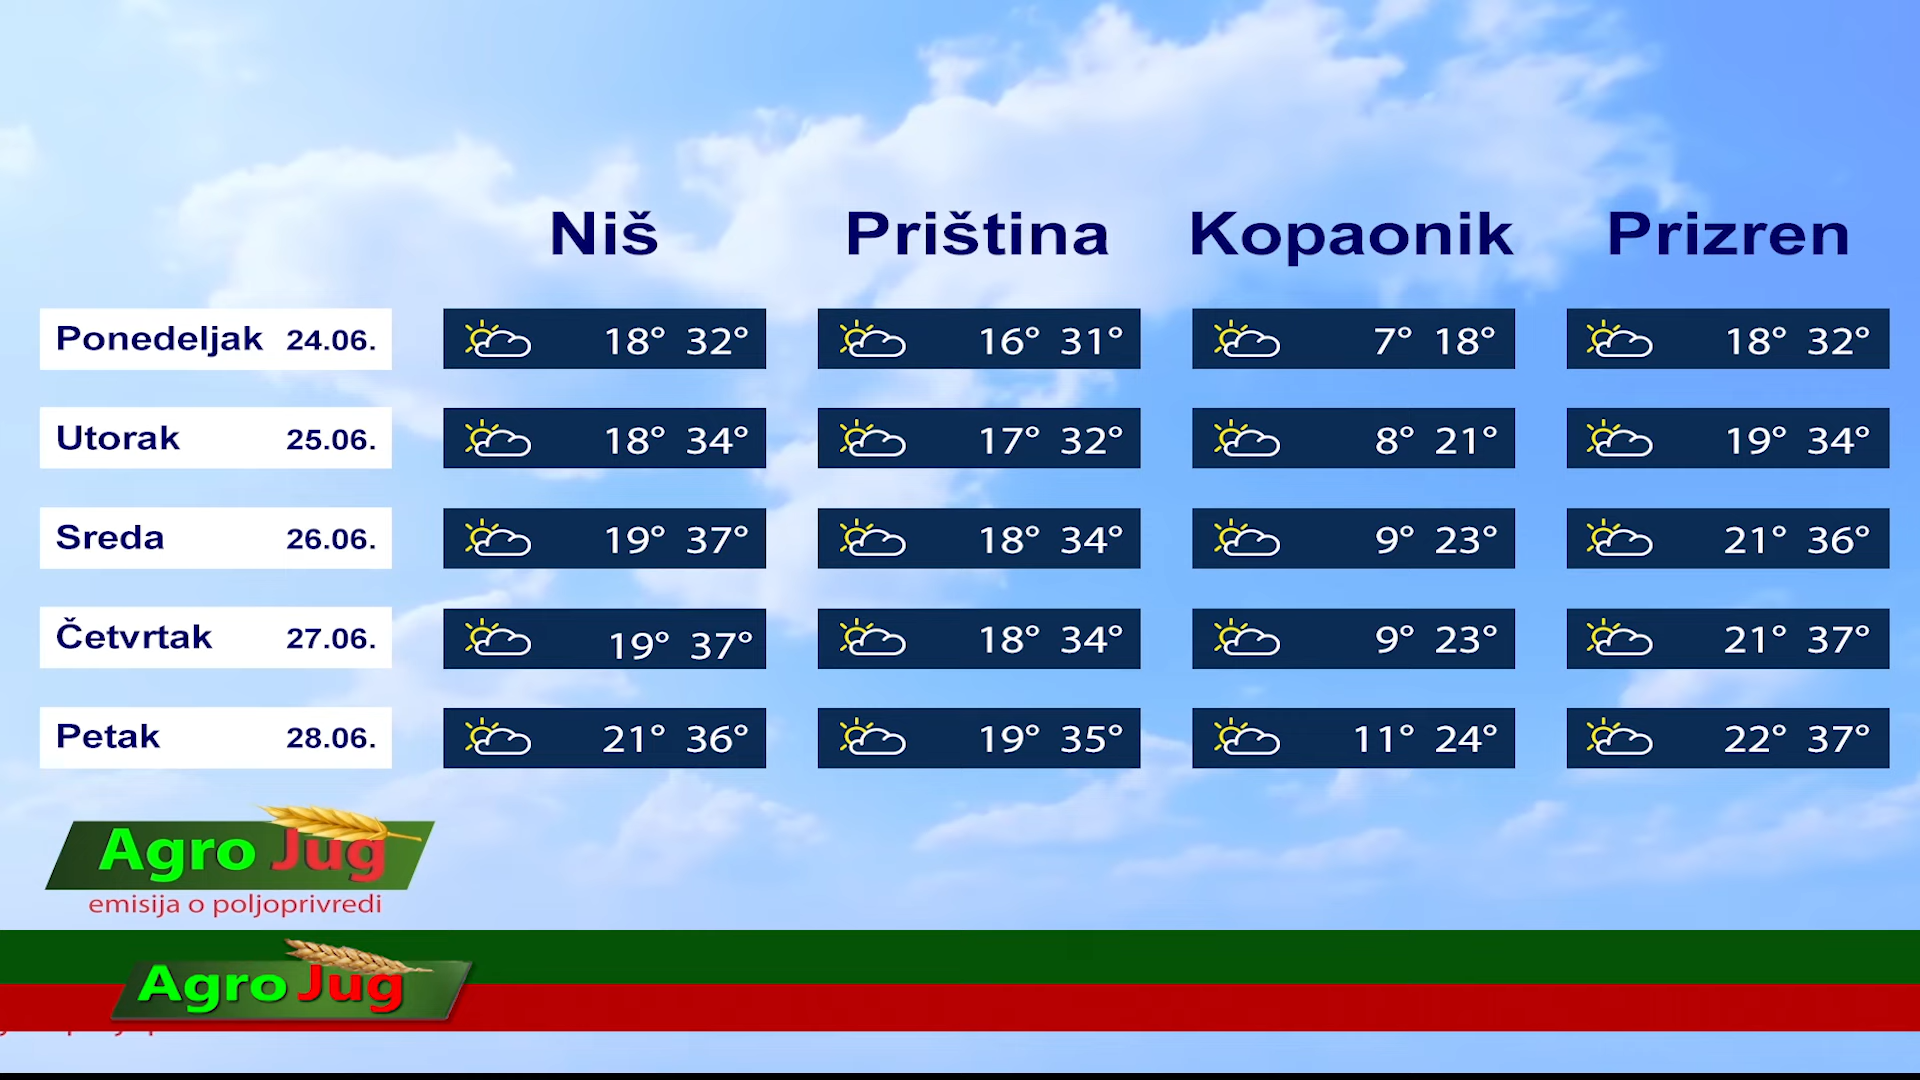 Niš Priština Kopaonik Prizren
Ponedeljak 24.06. 18° 32° 16° 31° 7° 18° 18° 32°
Utorak 25.06. 18° 34° 17° 32° 8° 21° 19° 34°
Sreda 26.06. 19° 37° 18° 34° 9° 23° 21° 36°
Četvrtak 27.06. 19° 37° 18° 34° 9° 23° 21° 37°
Petak 28.06. 21° 36° 19° 35° 11° 24° 22° 37°
Agro Jug
emisija o poljoprivredi
Agro Jug